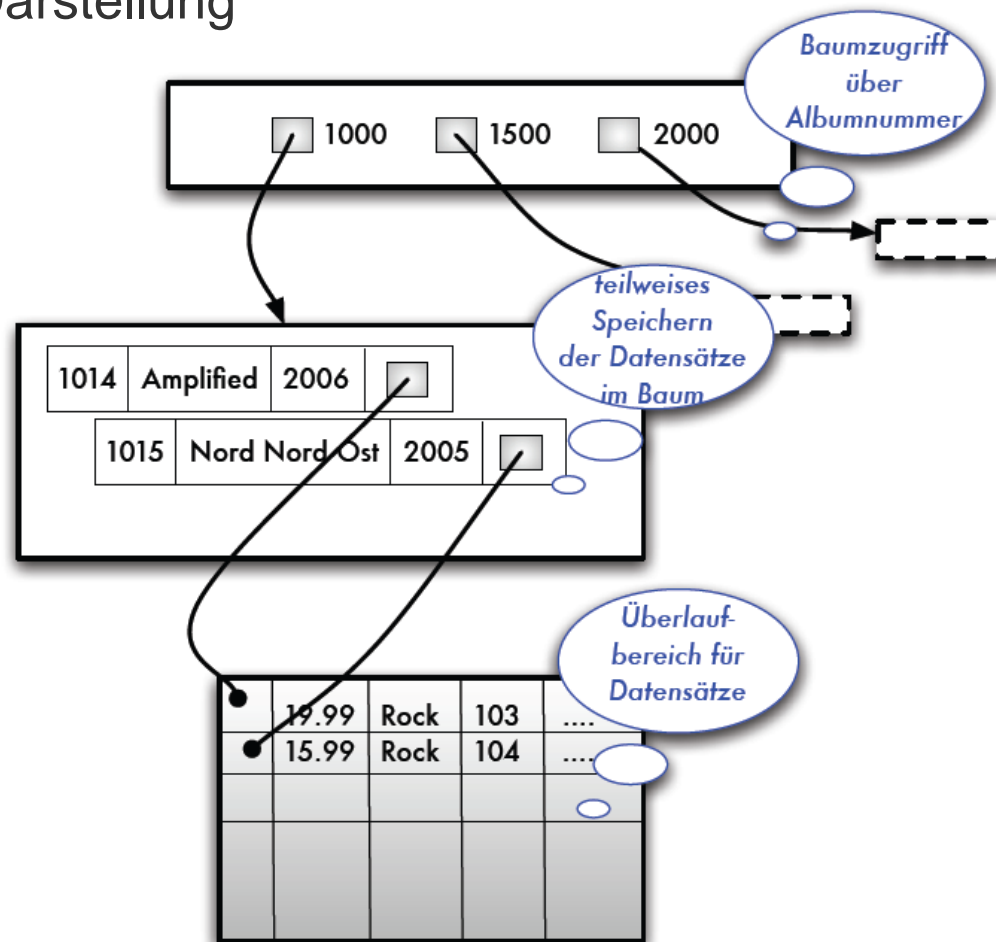 Darstellung
Baumzugriff
über
Albumnummer
1000 1500 2000
teilweises
Speichern
der Datensätze
im Baum
1014 Amplified 2006
1015 Nord Nord Ost 2005
Überlauf-
bereich für
Datensätze
19.99 Rock 103 ....
15.99 Rock 104 ....